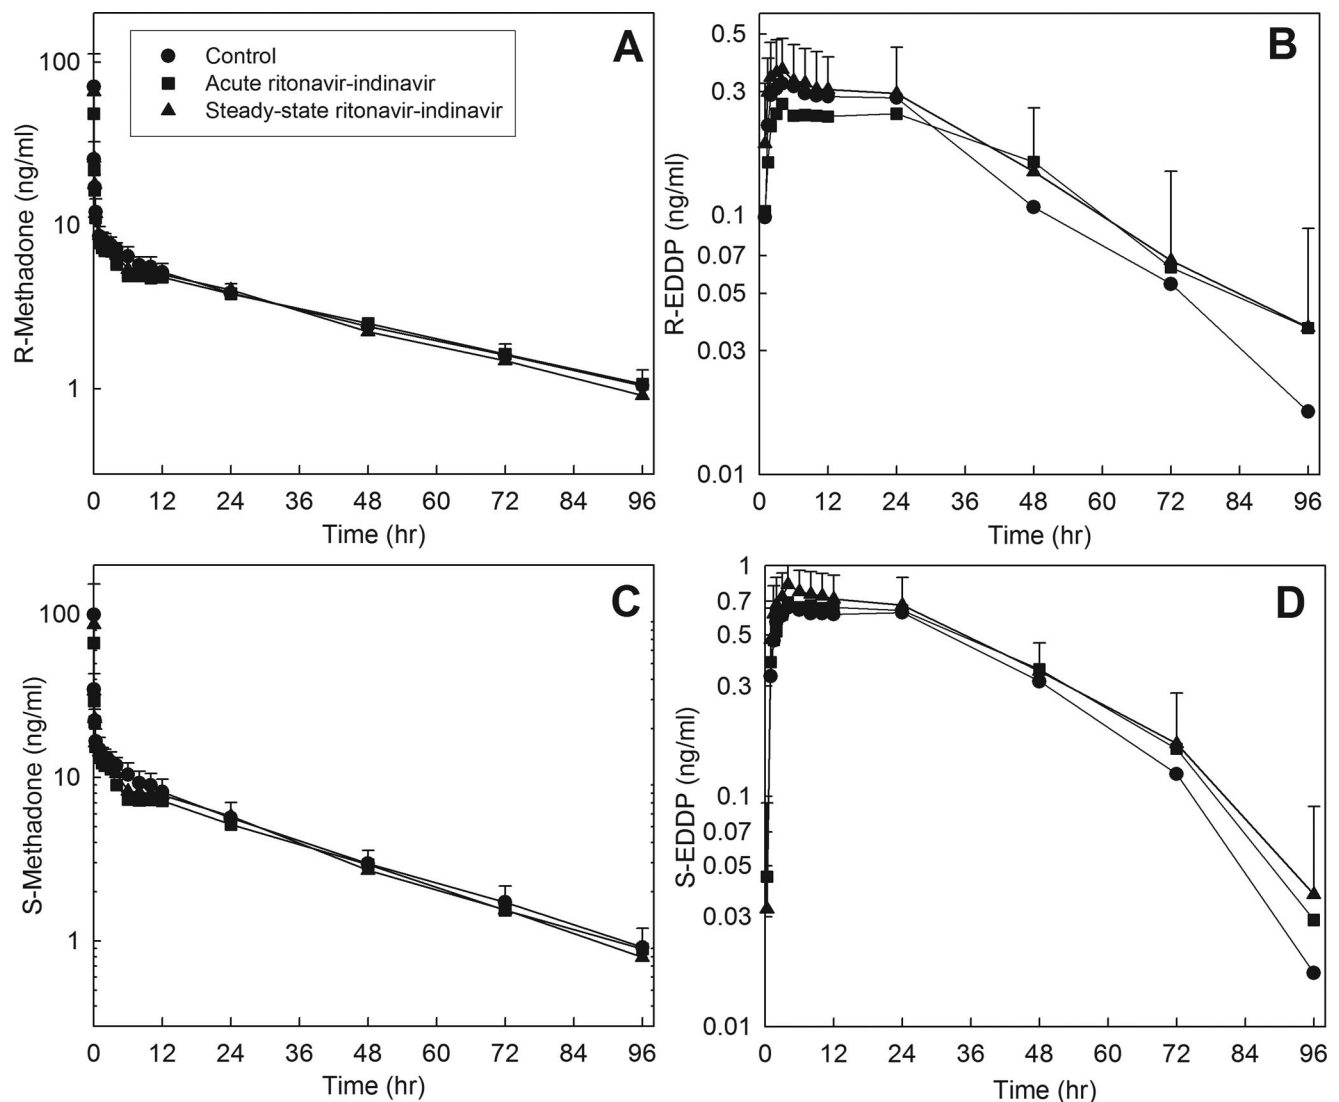 A
Control
Acute ritonavir-indinavir
Steady-state ritonavir-indinavir
R-Methadone (ng/ml)
100
10
1
0 12 24 36 48 60 72 84 96
Time (hr)
B
R-EDDP (ng/ml)
0.5
0.3
0.1
0.07
0.05
0.03
0.01
0 12 24 36 48 60 72 84 96
Time (hr)
C
S-Methadone (ng/ml)
100
10
1
0 12 24 36 48 60 72 84 96
Time (hr)
D
S-EDDP (ng/ml)
1
0.7
0.5
0.3
0.1
0.07
0.05
0.03
0.01
0 12 24 36 48 60 72 84 96
Time (hr)